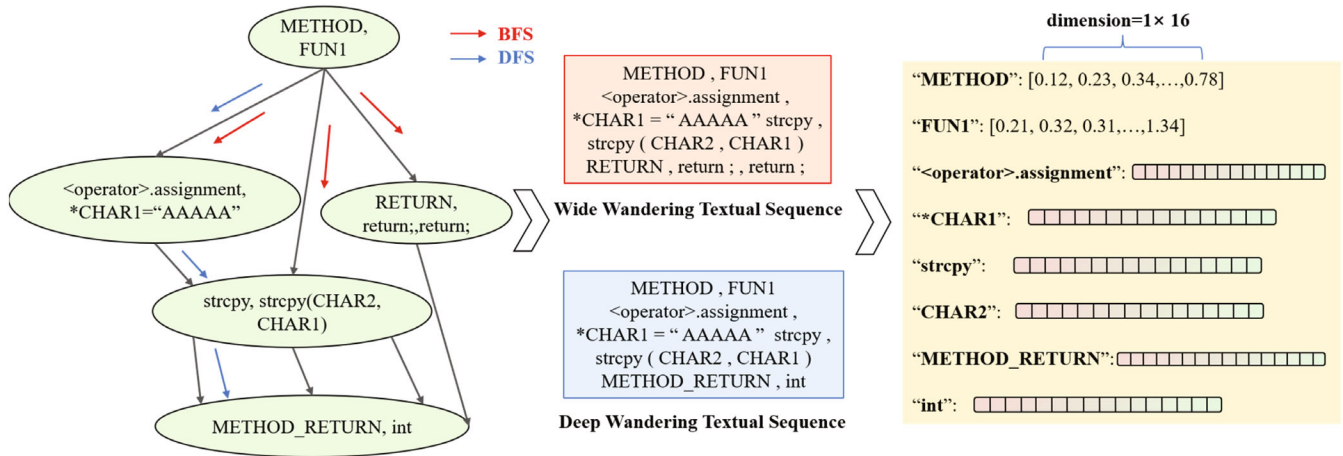 METHOD,
FUN1
BFS
DFS
<operator>.assignment,
*CHAR1=“AAAAA”
RETURN,
return;,return;
strcpy, strcpy(CHAR2,
CHAR1)
METHOD_RETURN, int
METHOD , FUN1
<operator>.assignment ,
*CHAR1 = “ AAAAA ” strcpy ,
strcpy ( CHAR2 , CHAR1 )
RETURN , return ; , return ;
Wide Wandering Textual Sequence
METHOD , FUN1
<operator>.assignment ,
*CHAR1 = “ AAAAA ” strcpy ,
strcpy ( CHAR2 , CHAR1 )
METHOD_RETURN , int
Deep Wandering Textual Sequence
dimension=1× 16
“METHOD”: [0.12, 0.23, 0.34,…,0.78]
“FUN1”: [0.21, 0.32, 0.31,…,1.34]
“<operator>.assignment”:
“*CHAR1”:
“strcpy”:
“CHAR2”:
“METHOD_RETURN”:
“int”: